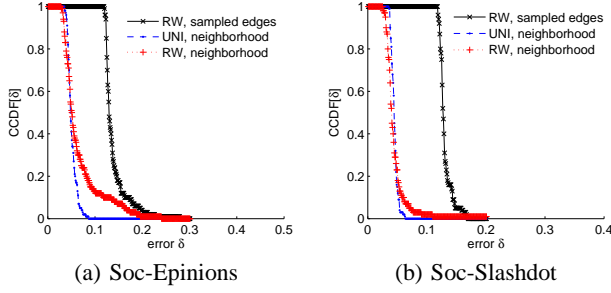 1
0.8
0.6
0.4
0.2
0
CCDF[δ]
RW, sampled edges
UNI, neighborhood
RW, neighborhood
0 0.1 0.2 0.3 0.4 0.5
error δ
(a) Soc-Epinions
1
0.8
0.6
0.4
0.2
0
CCDF[δ]
RW, sampled edges
UNI, neighborhood
RW, neighborhood
0 0.1 0.2 0.3 0.4
error δ
(b) Soc-Slashdot